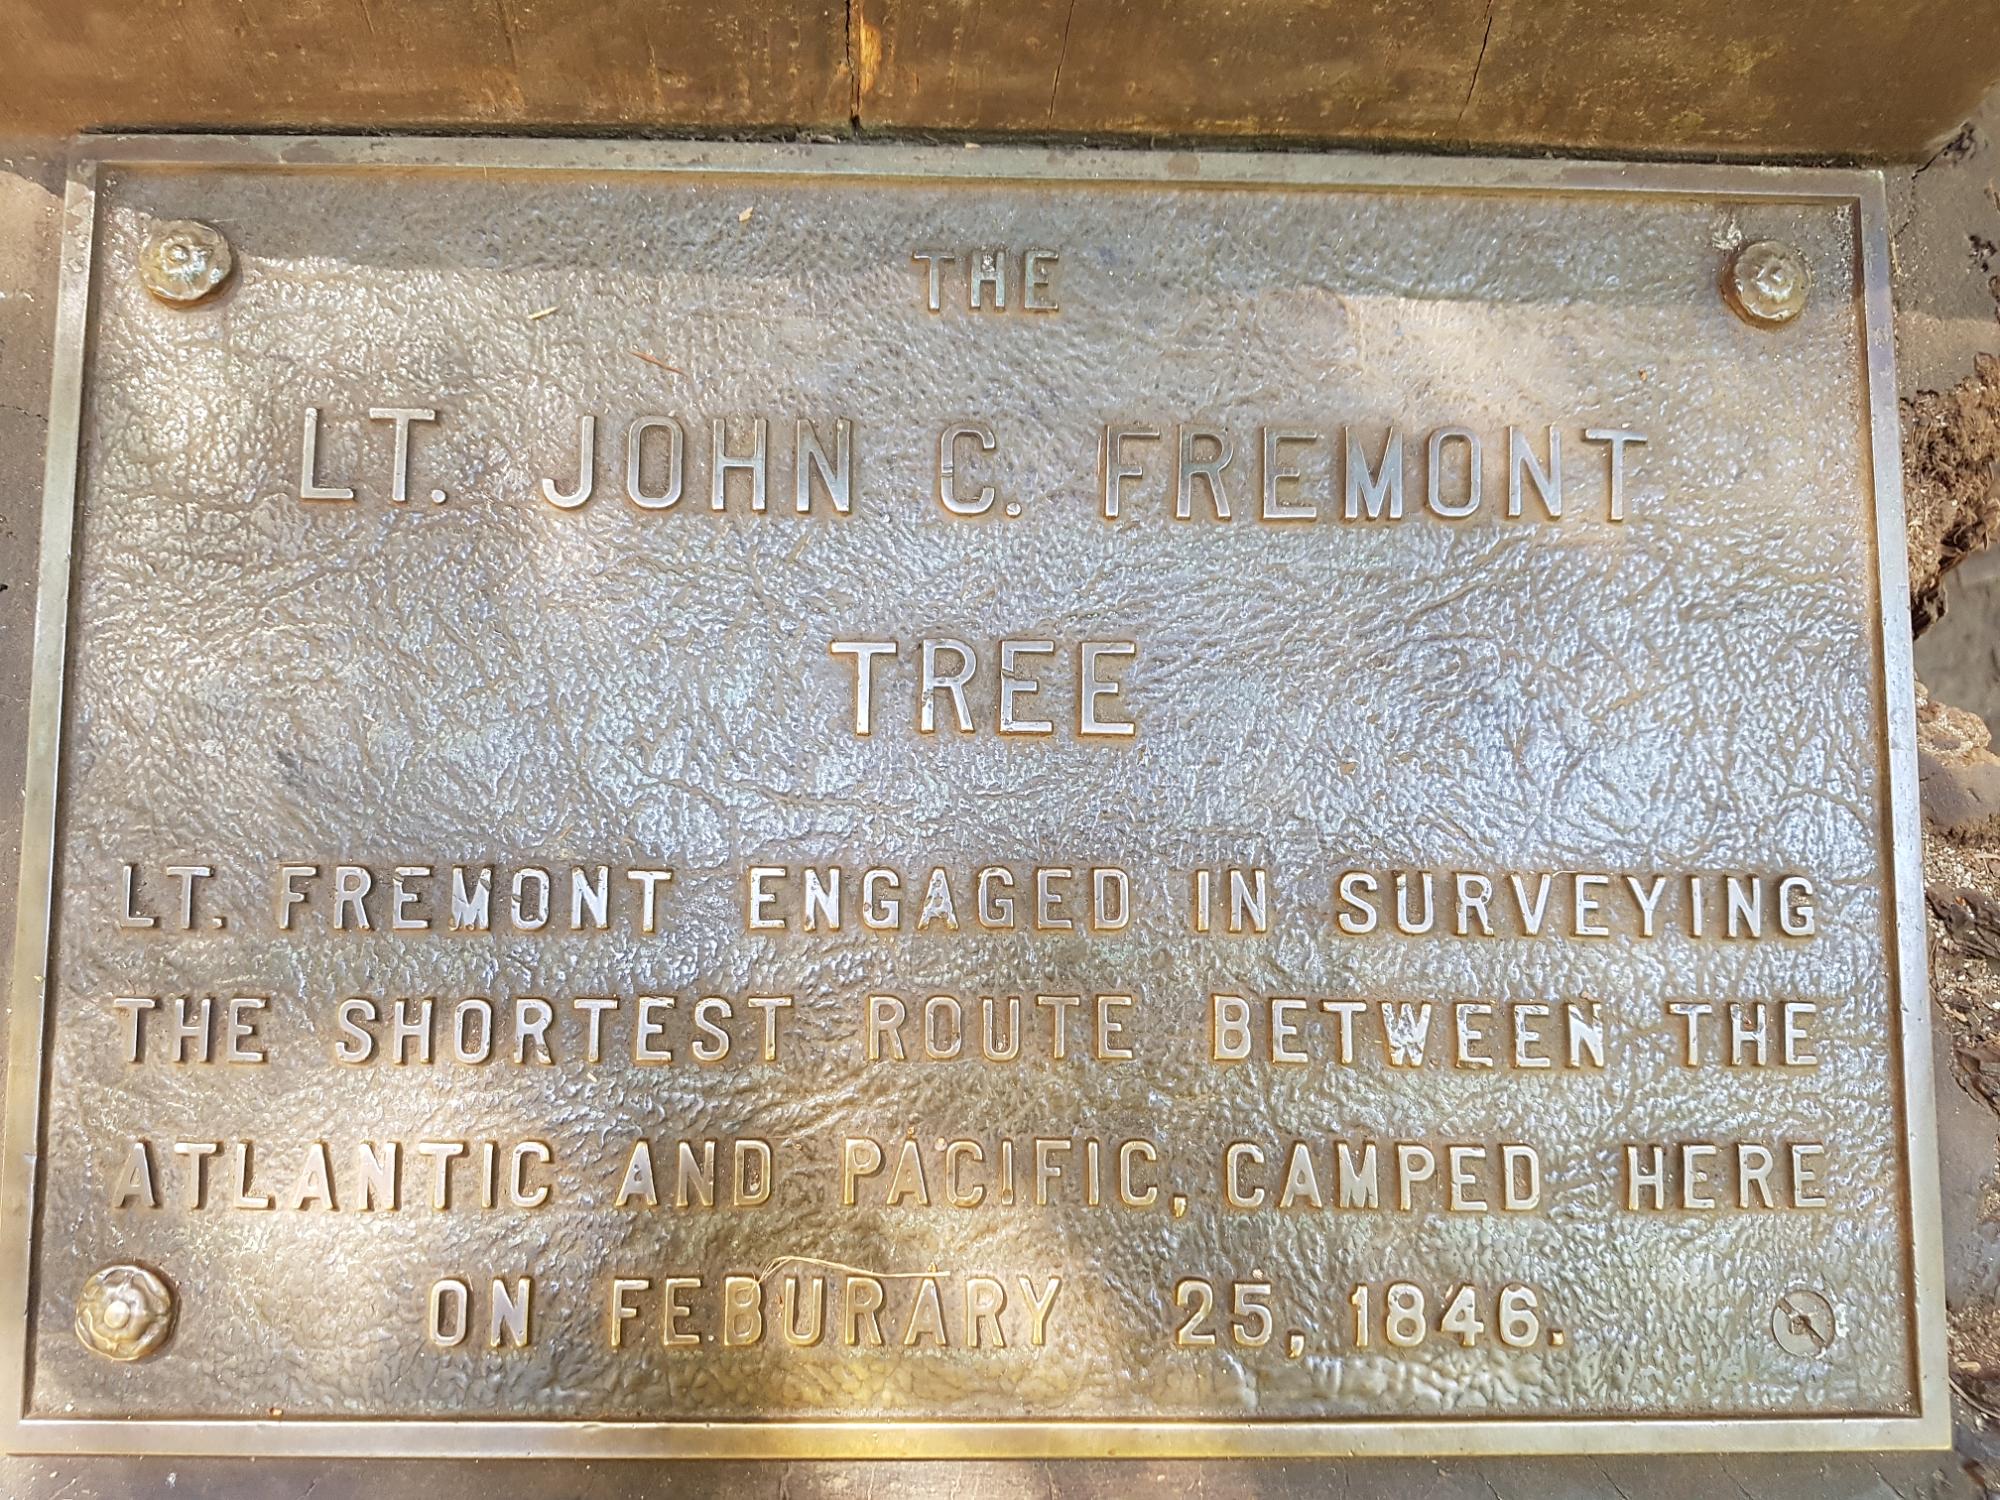 THE
LT. JOHN C. FREMONT
TREE
LT. FREMONT ENGAGED IN SURVEYING
THE SHORTEST ROUTE BETWEEN THE
ATLANTIC AND PACIFIC, CAMPED HERE
ON FEBURARY 25, 1846.